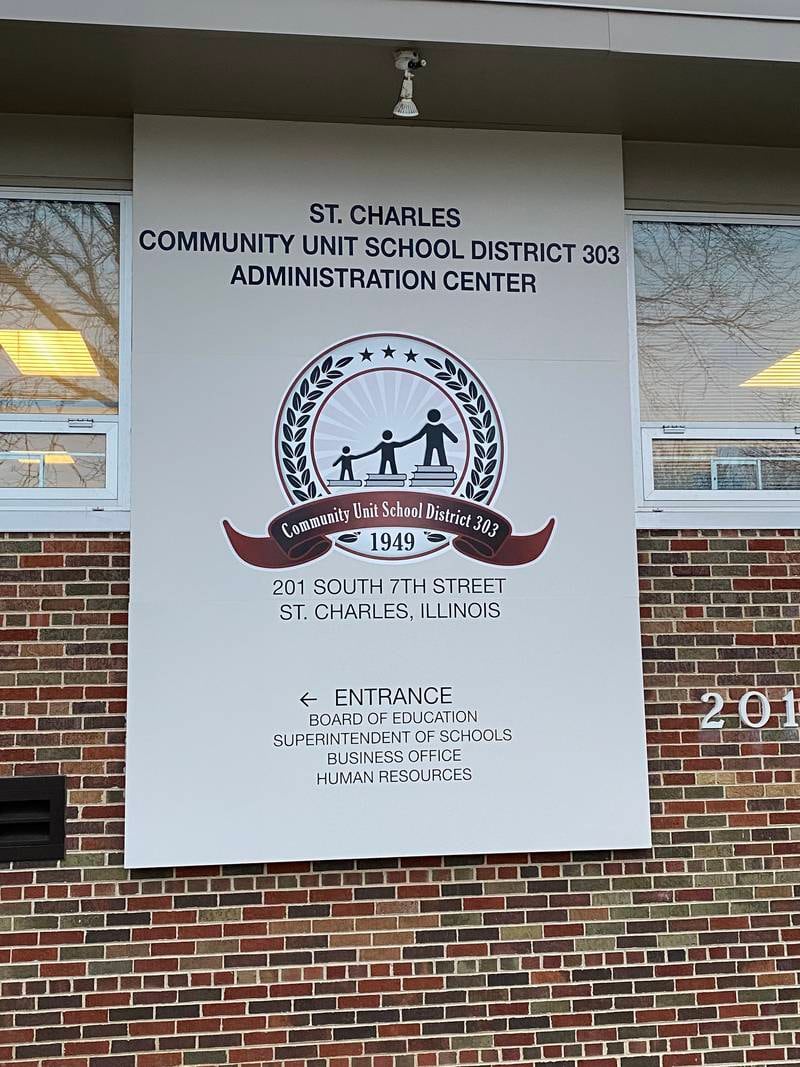 ST. CHARLES
COMMUNITY UNIT SCHOOL DISTRICT 303
ADMINISTRATION CENTER
Community Unit School District 303
1949
201 SOUTH 7TH STREET
ST. CHARLES, ILLINOIS
← ENTRANCE
BOARD OF EDUCATION
SUPERINTENDENT OF SCHOOLS
BUSINESS OFFICE
HUMAN RESOURCES
201